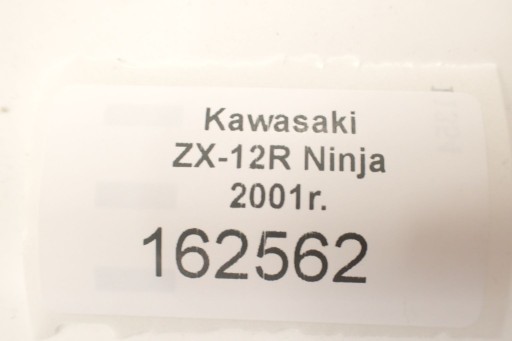 Kawasaki
ZX-12R Ninja
2001r.
162562